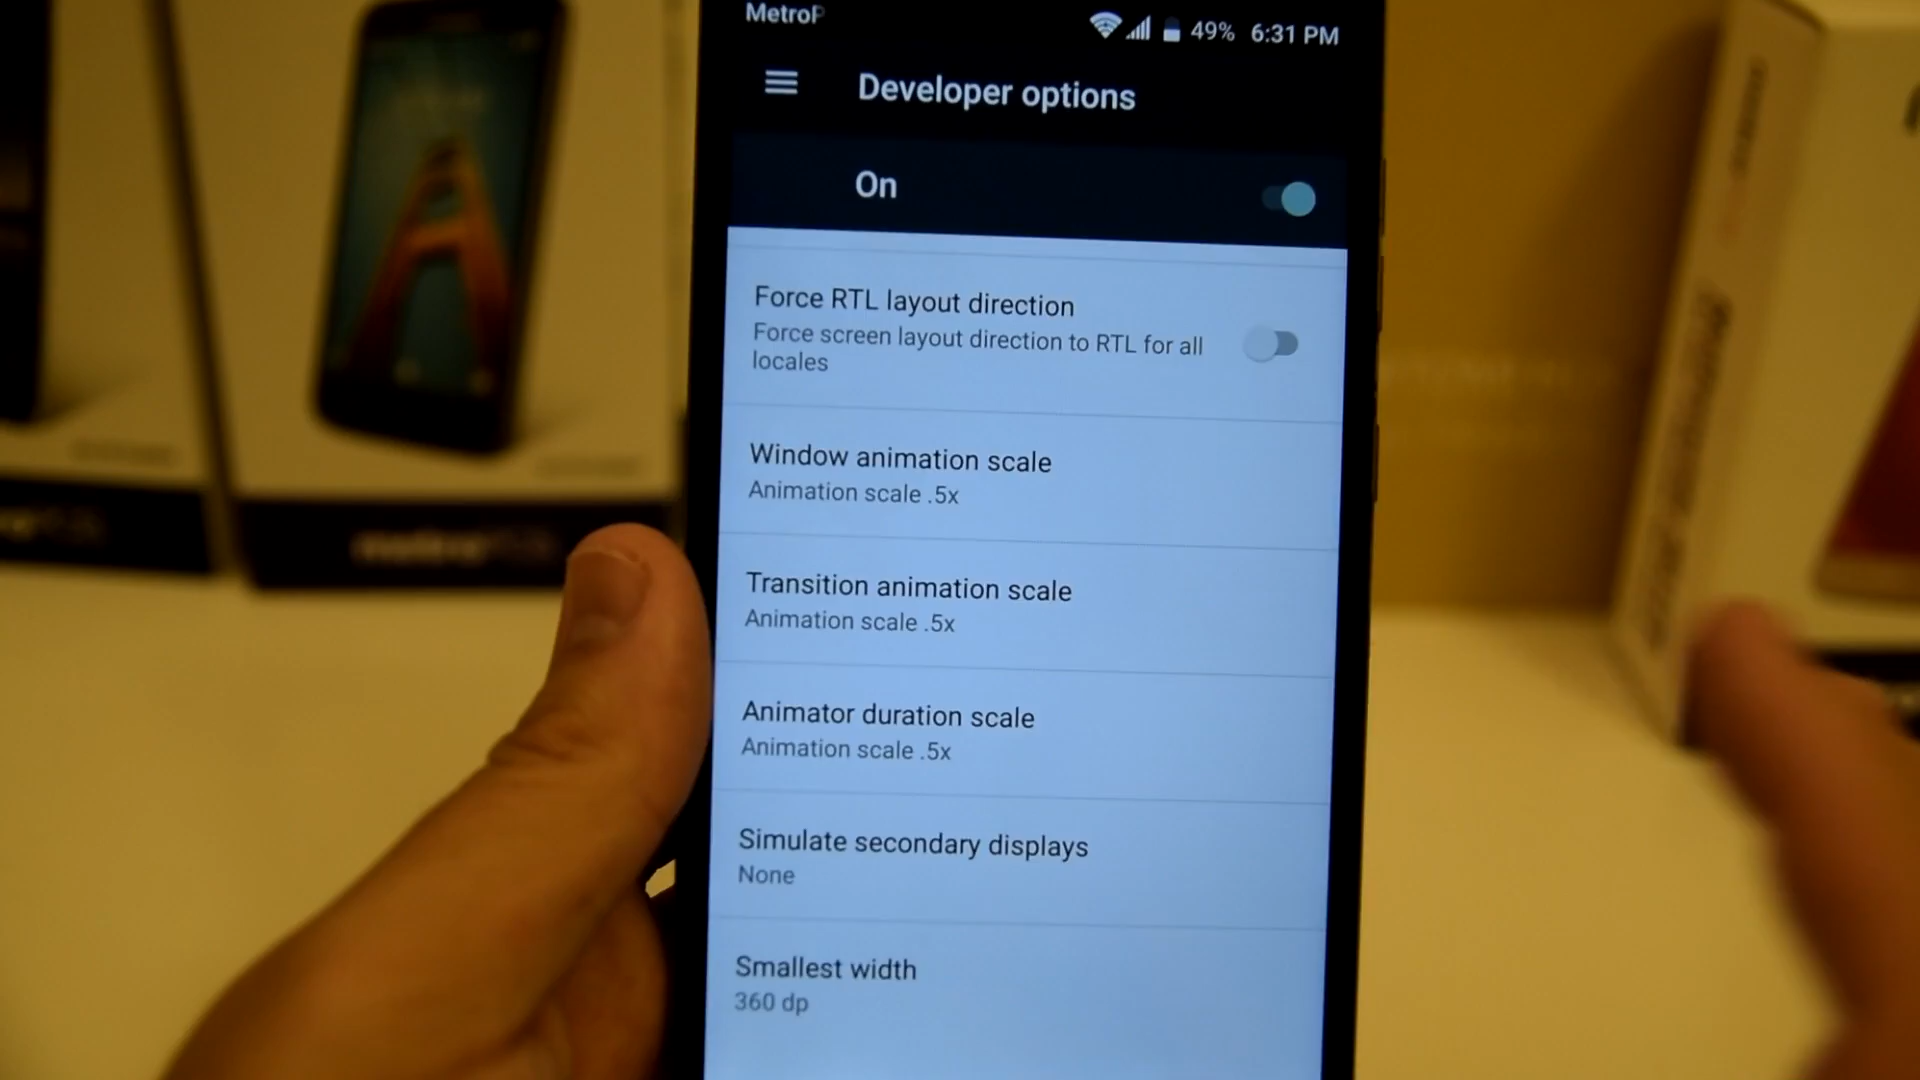 MetroP
49% 6:31 PM
Developer options
On
Force RTL layout direction
Force screen layout direction to RTL for all
locales
Window animation scale
Animation scale .5x
Transition animation scale
Animation scale .5x
Animator duration scale
Animation scale .5x
Simulate secondary displays
None
Smallest width
360 dp
metro